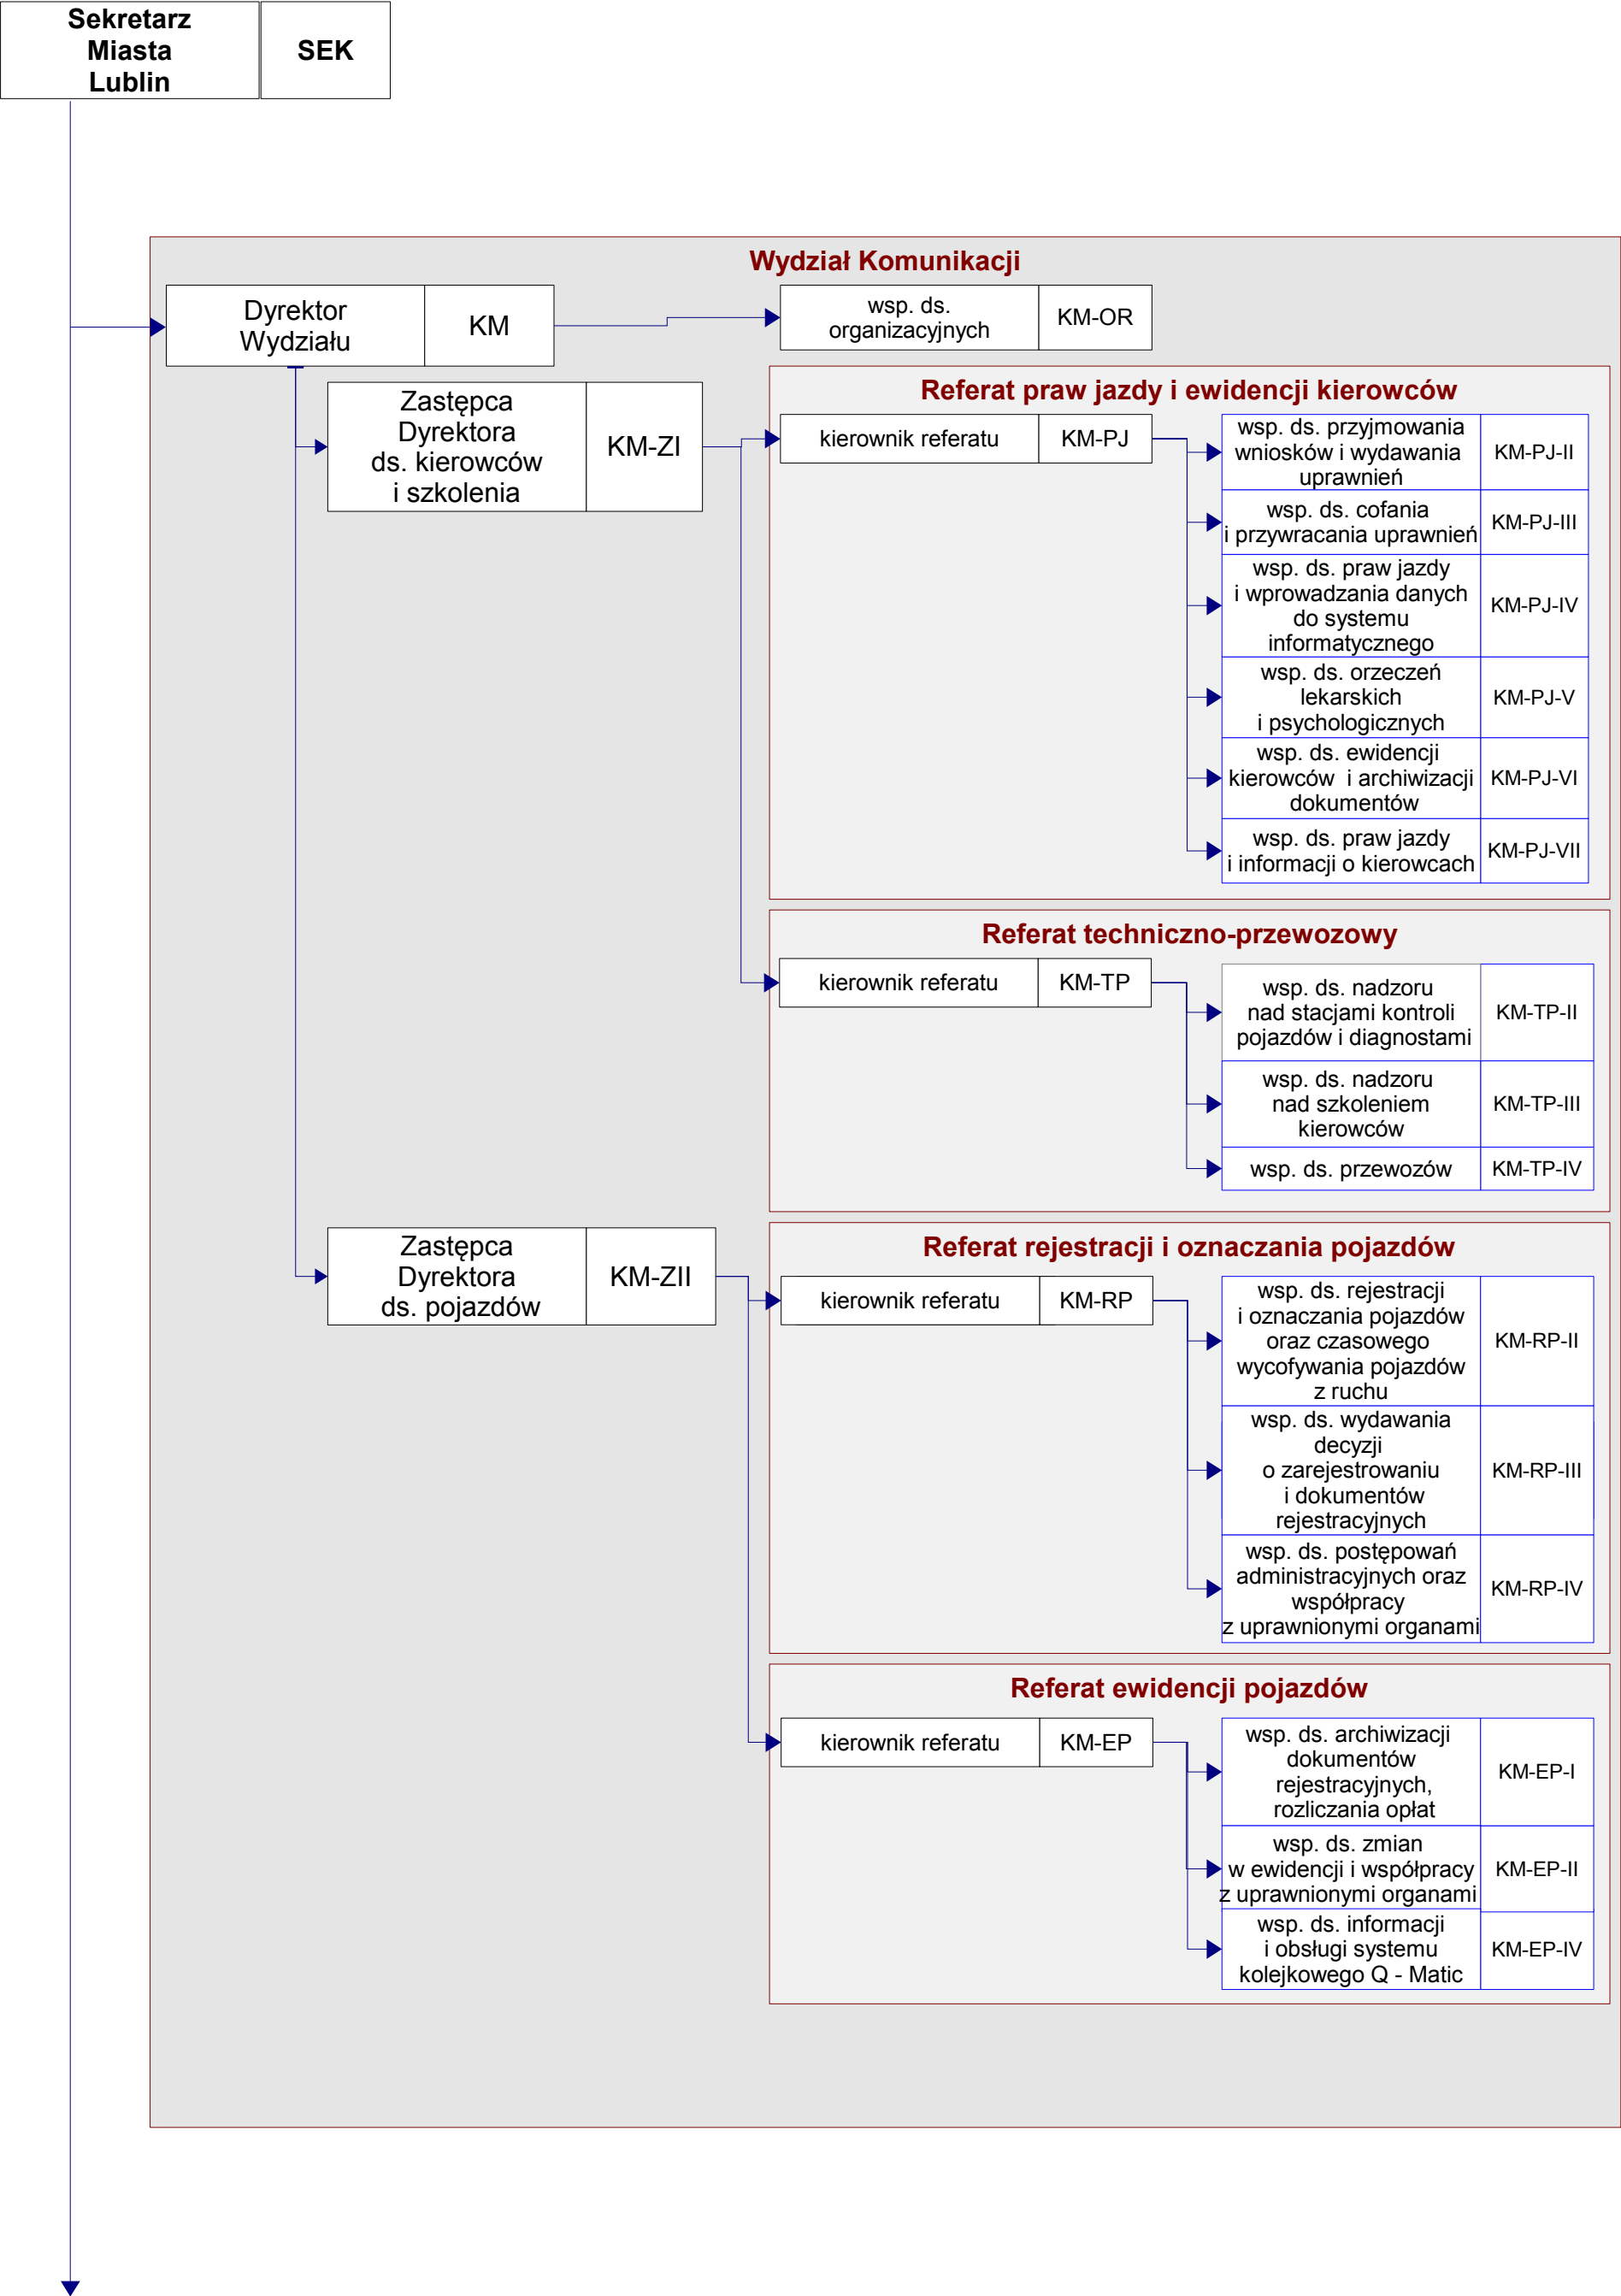 Sekretarz
Miasta
Lublin
SEK
Wydział Komunikacji
Dyrektor
Wydziału
KM
wsp. ds.
organizacyjnych
KM-OR
Zastępca
Dyrektora
ds. kierowców
i szkolenia
KM-ZI
Referat praw jazdy i ewidencji kierowców
kierownik referatu
KM-PJ
wsp. ds. przyjmowania
wniosków i wydawania
uprawnień
KM-PJ-II
wsp. ds. cofania
i przywracania uprawnień
KM-PJ-III
wsp. ds. praw jazdy
i wprowadzania danych
do systemu
informatycznego
KM-PJ-IV
wsp. ds. orzeczeń
lekarskich
i psychologicznych
KM-PJ-V
wsp. ds. ewidencji
kierowców i archiwizacji
dokumentów
KM-PJ-VI
wsp. ds. praw jazdy
i informacji o kierowcach
KM-PJ-VII
Referat techniczno-przewozowy
kierownik referatu
KM-TP
wsp. ds. nadzoru
nad stacjami kontroli
pojazdów i diagnostami
KM-TP-II
wsp. ds. nadzoru
nad szkoleniem
kierowców
KM-TP-III
wsp. ds. przewozów
KM-TP-IV
Zastępca
Dyrektora
ds. pojazdów
KM-ZII
Referat rejestracji i oznaczania pojazdów
kierownik referatu
KM-RP
wsp. ds. rejestracji
i oznaczania pojazdów
oraz czasowego
wycofywania pojazdów
z ruchu
KM-RP-II
wsp. ds. wydawania
decyzji
o zarejestrowaniu
i dokumentów
rejestracyjnych
KM-RP-III
wsp. ds. postępowań
administracyjnych oraz
współpracy
z uprawnionymi organami
KM-RP-IV
Referat ewidencji pojazdów
kierownik referatu
KM-EP
wsp. ds. archiwizacji
dokumentów
rejestracyjnych,
rozliczania opłat
KM-EP-I
wsp. ds. zmian
w ewidencji i współpracy
z uprawnionymi organami
KM-EP-II
wsp. ds. informacji
i obsługi systemu
kolejkowego Q - Matic
KM-EP-IV